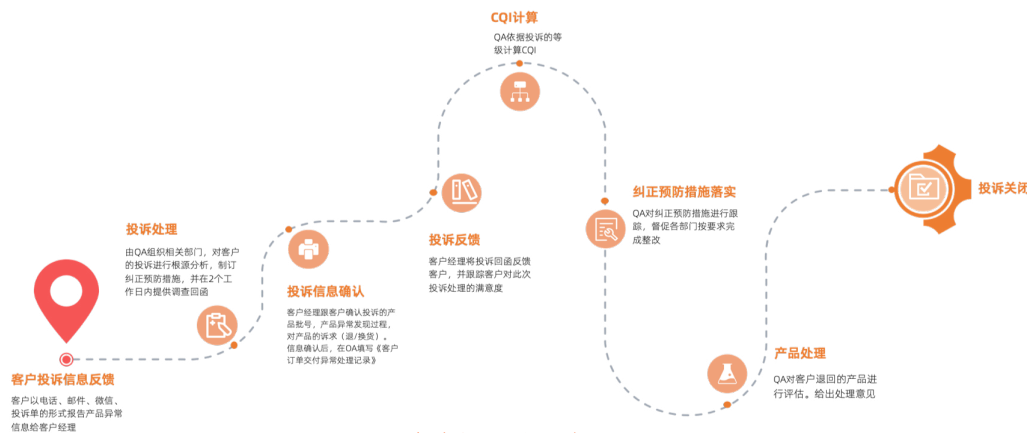 CQI计算
QA依据投诉的等
级计算CQI
投诉处理
由QA组织相关部门，对客户
的投诉进行根源分析，制订
纠正预防措施，并在2个工
作日内提供调查回函
投诉信息确认
客户经理跟客户确认投诉的产
品批号，产品异常发现过程，
对产品的诉求（退/换货）。
信息确认后，在OA填写《客户
订单交付异常处理记录》
投诉反馈
客户经理将投诉回函反馈
客户，并跟踪客户对此次
投诉处理的满意度
纠正预防措施落实
QA对纠正预防措施进行跟
踪，督促各部门按要求完
成整改
投诉关闭
客户投诉信息反馈
客户以电话、邮件、微信、
投诉单的形式报告产品异常
信息给客户经理
产品处理
QA对客户退回的产品进
行评估。给出处理意见